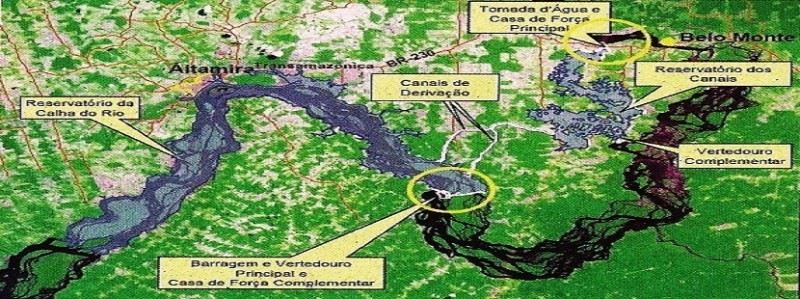 Tomada d'Água e
Casa de Força
Principal
Belo Monte
BR-230
Transamazônica
Altamira
Canais de
Derivação
Reservatório dos
Canais
Reservatório da
Calha do Rio
Vertedouro
Complementar
Barragem e Vertedouro
Principal e
Casa de Força Complementar